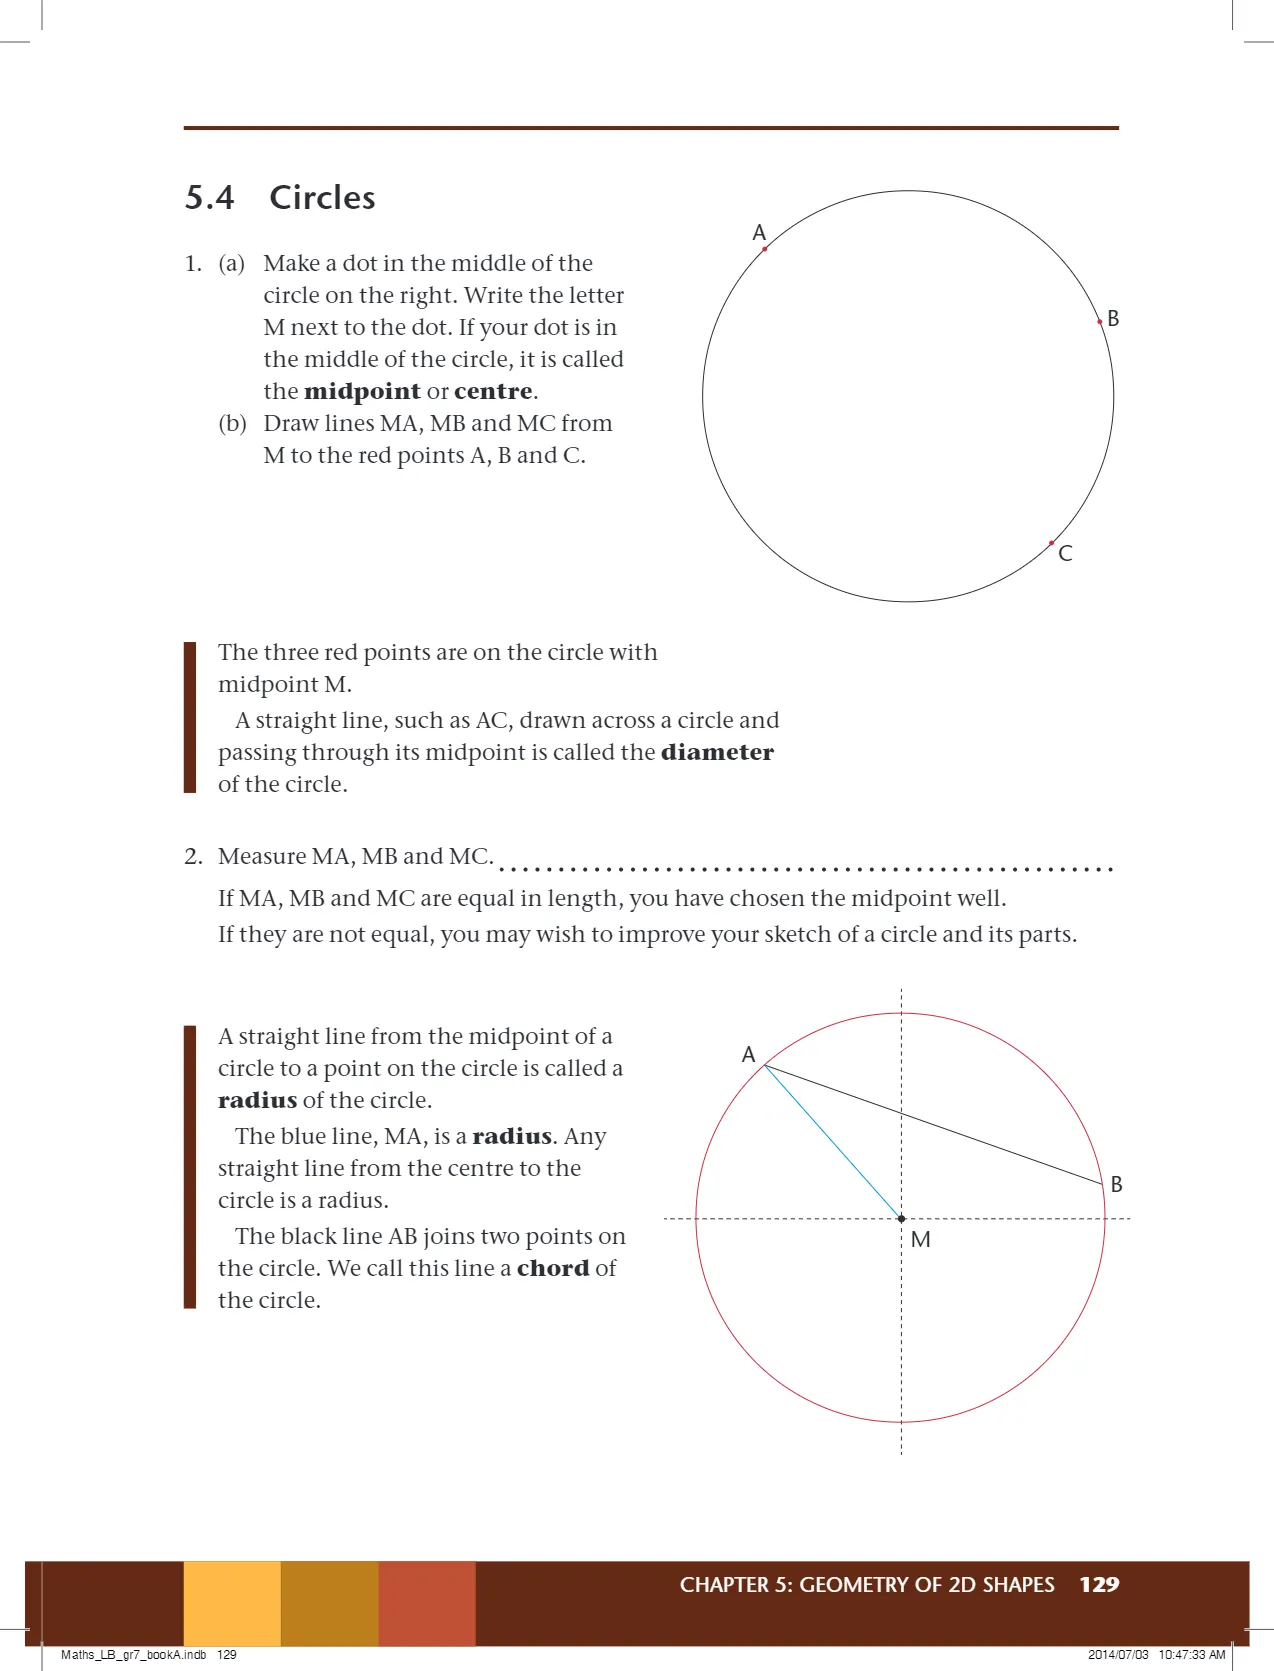 5.4 Circles
1. (a) Make a dot in the middle of the
circle on the right. Write the letter
M next to the dot. If your dot is in
the middle of the circle, it is called
the midpoint or centre.
(b) Draw lines MA, MB and MC from
M to the red points A, B and C.
A
B
C
The three red points are on the circle with
midpoint M.
A straight line, such as AC, drawn across a circle and
passing through its midpoint is called the diameter
of the circle.
2. Measure MA, MB and MC.
If MA, MB and MC are equal in length, you have chosen the midpoint well.
If they are not equal, you may wish to improve your sketch of a circle and its parts.
A straight line from the midpoint of a
circle to a point on the circle is called a
radius of the circle.
The blue line, MA, is a radius. Any
straight line from the centre to the
circle is a radius.
The black line AB joins two points on
the circle. We call this line a chord of
the circle.
A
B
M
CHAPTER 5: GEOMETRY OF 2D SHAPES 129
Maths_LB_gr7_bookA.indb 129
2014/07/03 10:47:33 AM